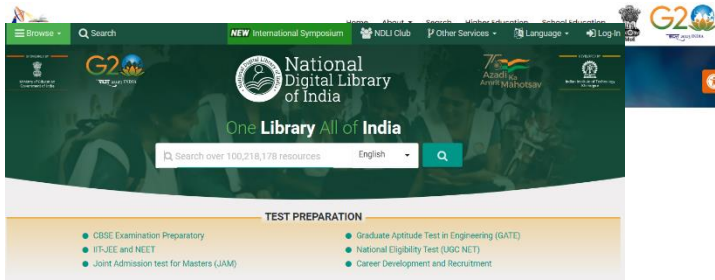 Home About Search Higher Education School Education
Browse Search NEW International Symposium NDLI Club Other Services Language Log-In
G20
G20
National
Digital Library
of India
75
Azadi Ka
Amrit Mahotsav
One Library All of India
Search over 100,218,178 resources English
TEST PREPARATION
CBSE Examination Preparatory
IIT-JEE and NEET
Joint Admission test for Masters (JAM)
Graduate Aptitude Test in Engineering (GATE)
National Eligibility Test (UGC NET)
Career Development and Recruitment